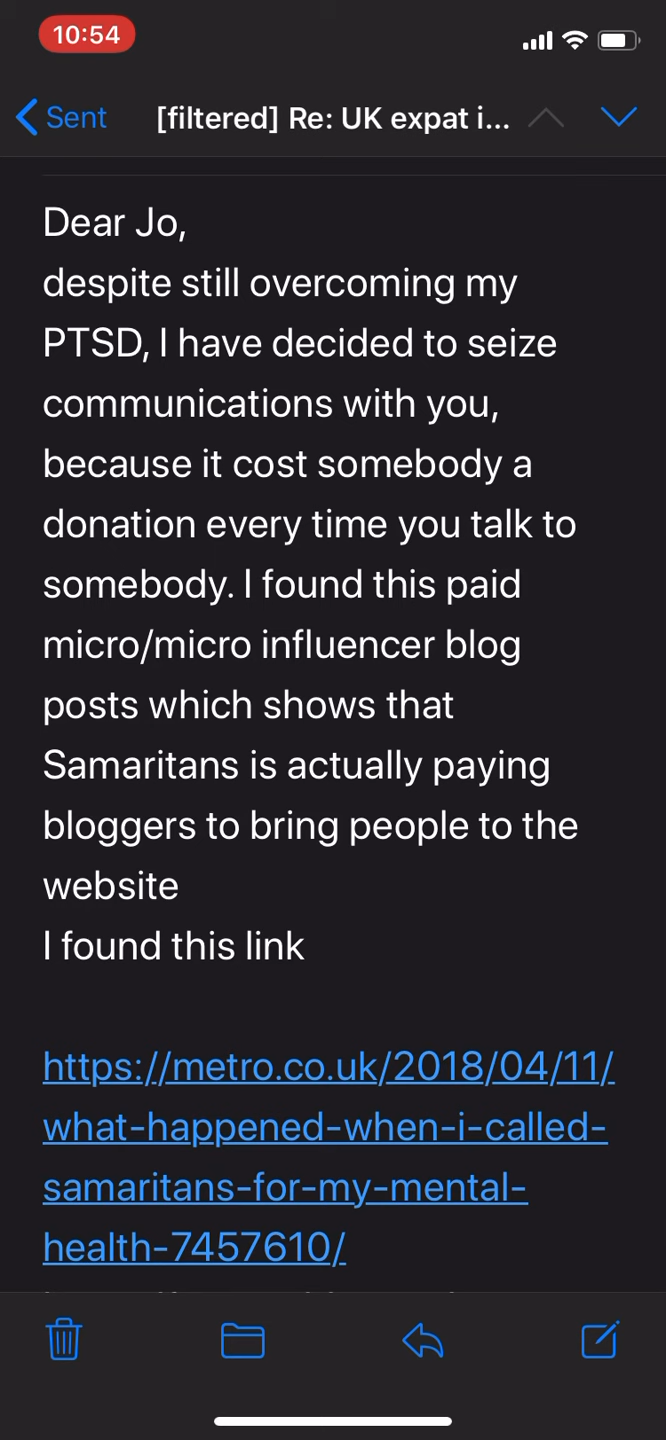 10:54
Sent
[filtered] Re: UK expat i...
Dear Jo,
despite still overcoming my
PTSD, I have decided to seize
communications with you,
because it cost somebody a
donation every time you talk to
somebody. I found this paid
micro/micro influencer blog
posts which shows that
Samaritans is actually paying
bloggers to bring people to the
website
I found this link
https://metro.co.uk/2018/04/11/
what-happened-when-i-called-
samaritans-for-my-mental-
health-7457610/